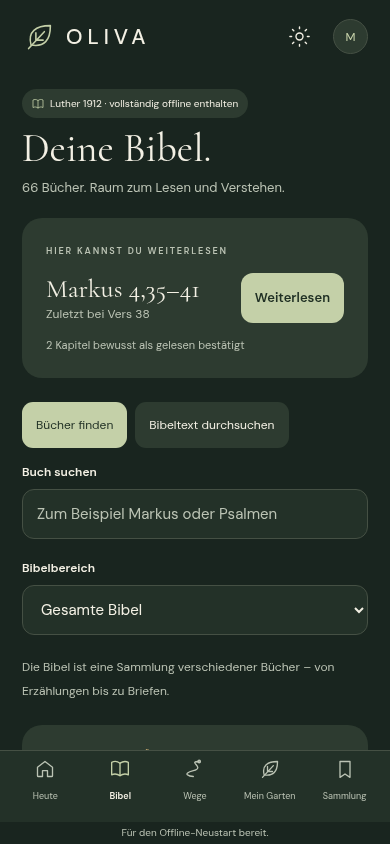 OLIVA
M
Luther 1912 · vollständig offline enthalten
Deine Bibel.
66 Bücher. Raum zum Lesen und Verstehen.
HIER KANNST DU WEITERLESEN
Markus 4,35–41
Weiterlesen
Zuletzt bei Vers 38
2 Kapitel bewusst als gelesen bestätigt
Bücher finden
Bibeltext durchsuchen
Buch suchen
Zum Beispiel Markus oder Psalmen
Bibelbereich
Gesamte Bibel
Die Bibel ist eine Sammlung verschiedener Bücher – von
Erzählungen bis zu Briefen.
Heute
Bibel
Wege
Mein Garten
Sammlung
Für den Offline-Neustart bereit.